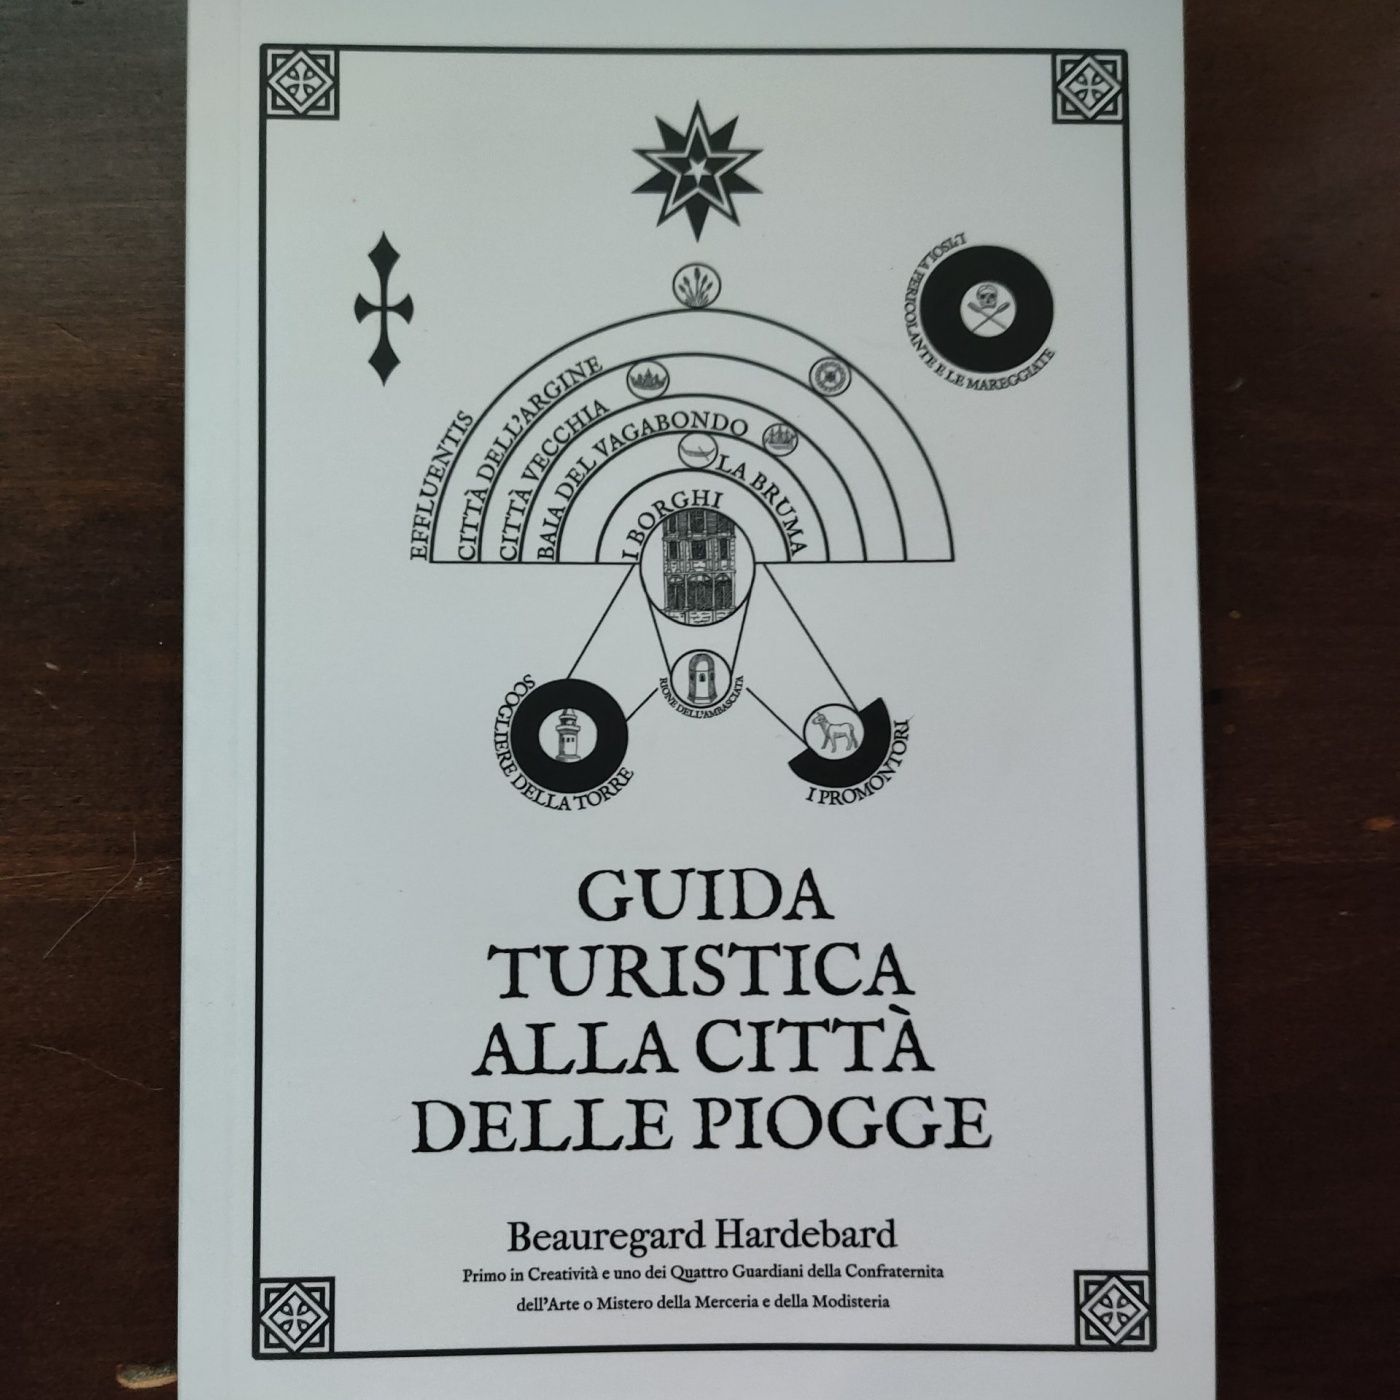 L'ISOLA PERICOLANTE E LE MAREGGIATE
EFFLUENTIS
CITTÀ DELL'ARGINE
CITTÀ VECCHIA
BAIA DEL VAGABONDO
LA BRUMA
I BORGHI
RIONE DELL'AMBASCIATA
SCOGLIERE DELLA TORRE
I PROMONTORI
GUIDA
TURISTICA
ALLA CITTÀ
DELLE PIOGGE
Beauregard Hardebard
Primo in Creatività e uno dei Quattro Guardiani della Confraternita
dell'Arte o Mistero della Merceria e della Modisteria